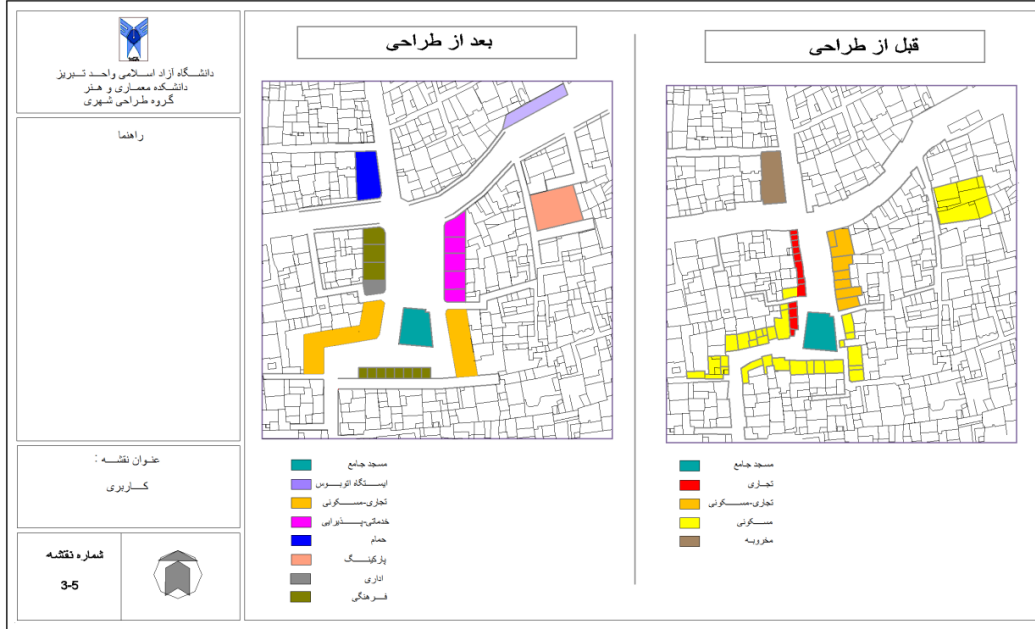 دانشگاه آزاد اسلامی واحد تبریز
دانشکده معماری و هنر
گروه طراحی شهری
راهنما
عنوان نقشه :
کاربری
شماره نقشه
3-5
قبل از طراحی
مسجد جامع
تجاری
تجاری-مسکونی
مسکونی
مخروبه
بعد از طراحی
مسجد جامع
ایستگاه اتوبوس
تجاری-مسکونی
خدماتی-پذیرایی
حمام
پارکینگ
اداری
فرهنگی